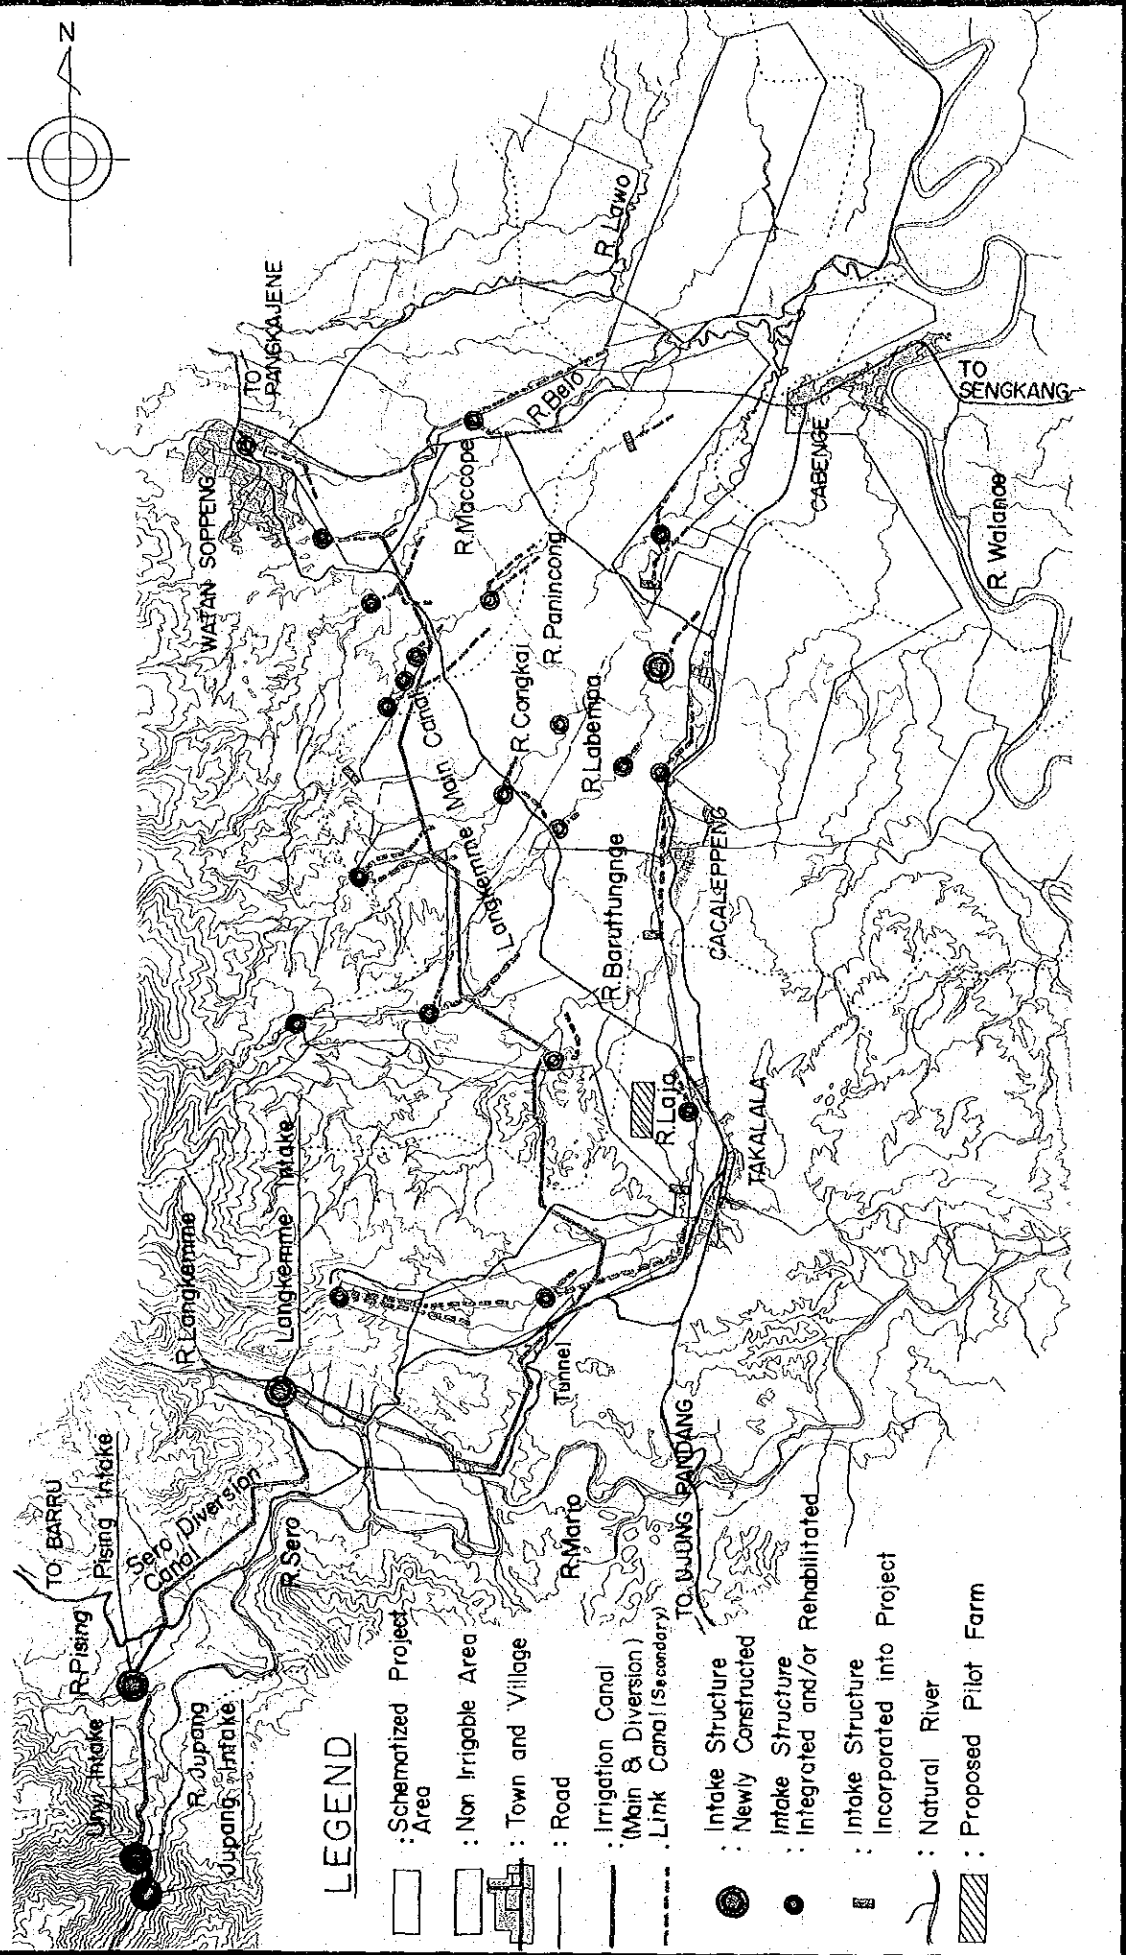 N
TO
PANGKAJENE
WATAN SOPPENG
R. Lawo
R. Belo
R. Maccope
TO
SENGKANG
CABENGE
R. Walanae
R. Panincong
R. Congkai
R. Labempa
Langkemme Main Canal
R. Baruttungnge
CACALEPPENG
R. Laja
TAKALALA
R. Langkemme
Langkemme Intake
Tunnel
TO BARRU
Pising Intake
Sero Diversion
Canal
R. Sero
R. Mario
TO UJUNG PANDANG
R. Pising
R. Jupang
Jupang Intake
LEGEND
: Schematized Project
Area
: Non Irrigable Area
: Town and Village
: Road
: Irrigation Canal
(Main & Diversion)
: Link Canal (Secondary)
: Intake Structure
Newly Constructed
: Intake Structure
Integrated and/or Rehabilitated
: Intake Structure
Incorporated into Project
: Natural River
: Proposed Pilot Farm